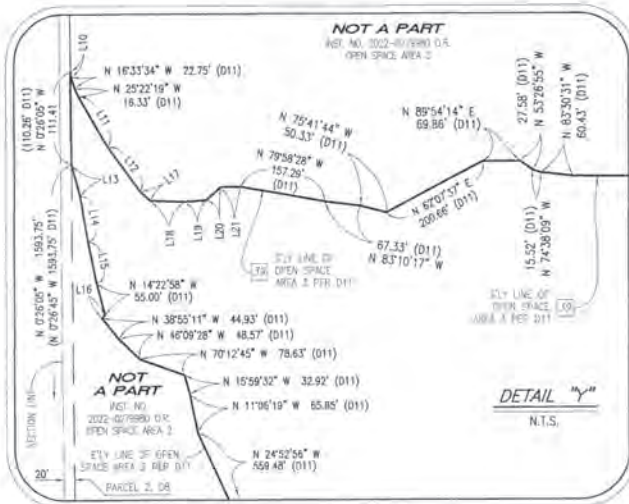 NOT A PART
INST. NO. 2022-0279980 O.R.
OPEN SPACE AREA 2
L10
N 16°33'34" W 22.75' (D11)
N 25°22'19" W
16.33' (D11)
L11
(110.26' D11)
N 0°26'05" W 111.41
L12
L17
L13
L18
L19
L20
L21
N 75°41'44" W
50.33' (D11)
N 79°58'28" W
157.29'
(D11)
N 89°54'14" E
69.86' (D11)
27.58' (D11)
N 53°26'55" W
N 83°30'31" W
60.43' (D11)
N 62°07'37" E
200.66' (D11)
67.33' (D11)
N 83°10'17" W
15.52' (D11)
N 74°38'09" W
L14
L15
L16
N 0°26'05" W 1593.75'
(N 0°26'45" W 1593.75' D11)
N 14°22'58" W
55.00' (D11)
N 38°55'11" W 44.93' (D11)
N 46°09'28" W 48.57' (D11)
N 70°12'45" W 78.63' (D11)
N 15°59'32" W 32.92' (D11)
N 11°06'19" W 65.85' (D11)
N 24°52'56" W
559.48' (D11)
LINE OF
OPEN SPACE
AREA PER D11
E'LY LINE OF
OPEN SPACE
AREA PER D11
NOT
A PART
INST. NO.
2022-0279980 O.R.
OPEN SPACE AREA 2
E'LY LINE OF OPEN
SPACE AREA 2 PER D11
SECTION LINE
20'
PARCEL 2, D8
DETAIL "Y"
N.T.S.